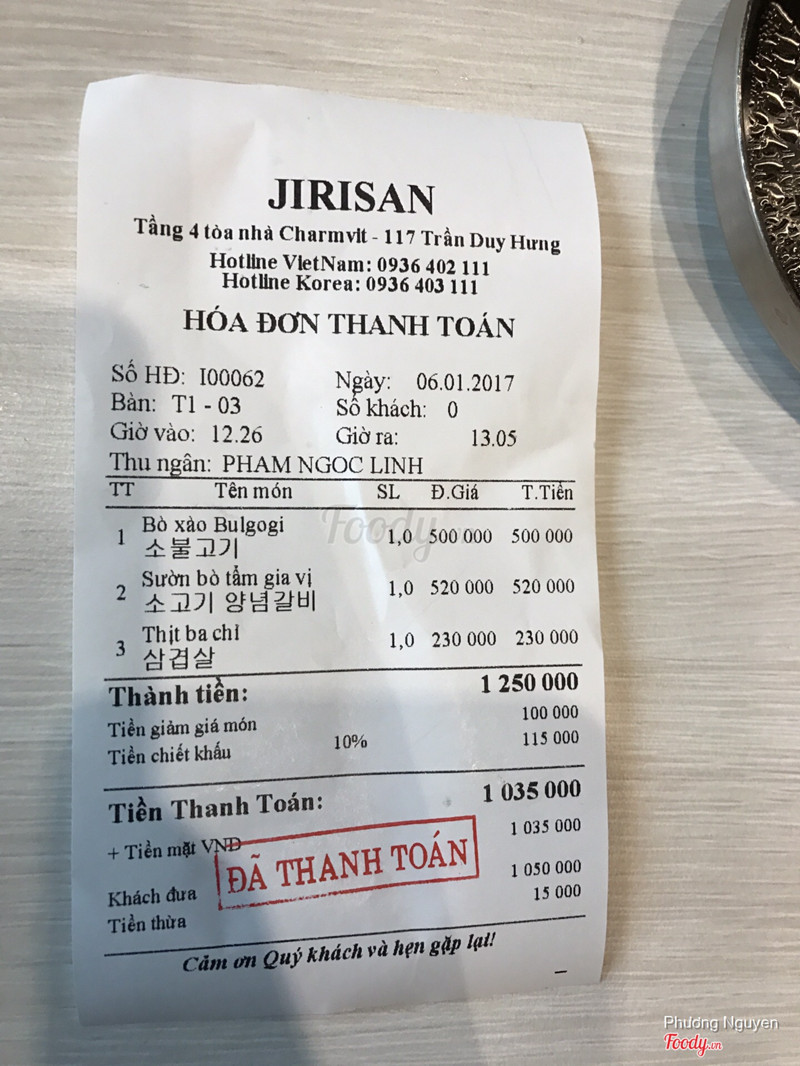 JIRISAN
Tầng 4 tòa nhà Charmvit - 117 Trần Duy Hưng
Hotline VietNam: 0936 402 111
Hotline Korea: 0936 403 111
HÓA ĐƠN THANH TOÁN
Số HĐ: I00062 Ngày: 06.01.2017
Bàn: T1 - 03 Số khách: 0
Giờ vào: 12.26 Giờ ra: 13.05
Thu ngân: PHAM NGOC LINH
TT Tên món SL Đ.Giá T.Tiền
1 Bò xào Bulgogi 1,0 500 000 500 000
소불고기
2 Sườn bò tẩm gia vị 1,0 520 000 520 000
소고기 양념갈비
3 Thịt ba chỉ 1,0 230 000 230 000
삼겹살
Thành tiền: 1 250 000
Tiền giảm giá món 100 000
Tiền chiết khấu 10% 115 000
Tiền Thanh Toán: 1 035 000
+ Tiền mặt VNĐ 1 035 000
ĐÃ THANH TOÁN
Khách đưa 1 050 000
Tiền thừa 15 000
Cảm ơn Quý khách và hẹn gặp lại!
Foody.vn
Phương Nguyen
Foody.vn